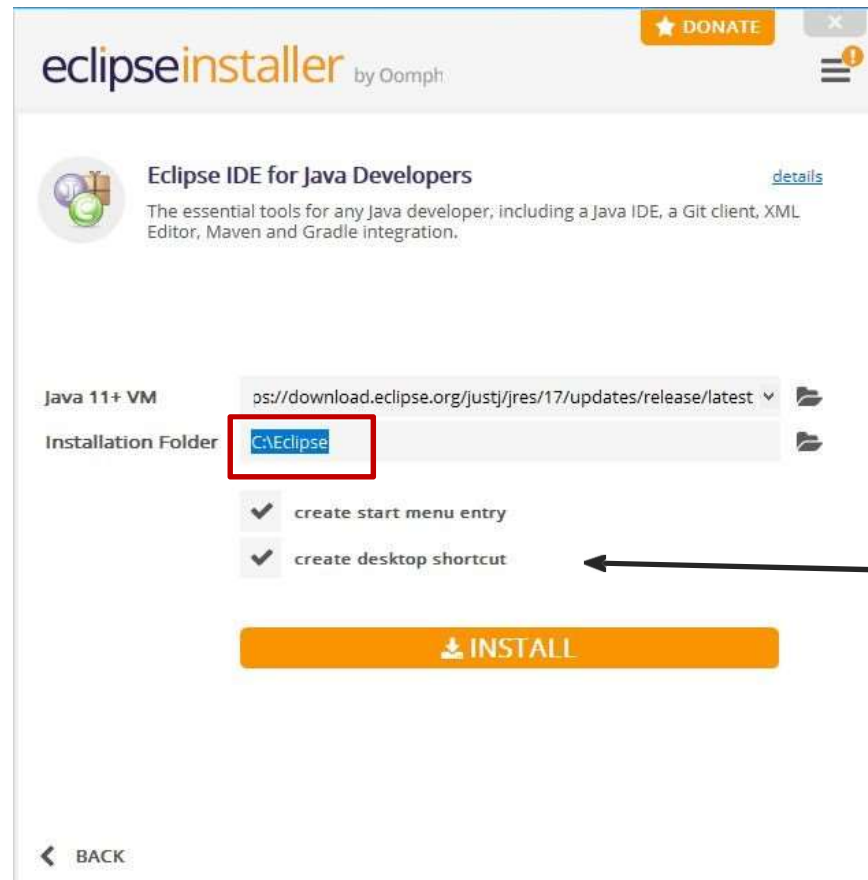 DONATE
eclipseinstaller by Oomph
Eclipse IDE for Java Developers details
The essential tools for any Java developer, including a Java IDE, a Git client, XML
Editor, Maven and Gradle integration.
Java 11+ VM ps://download.eclipse.org/justj/jres/17/updates/release/latest
Installation Folder C:\Eclipse
create start menu entry
create desktop shortcut
INSTALL
BACK